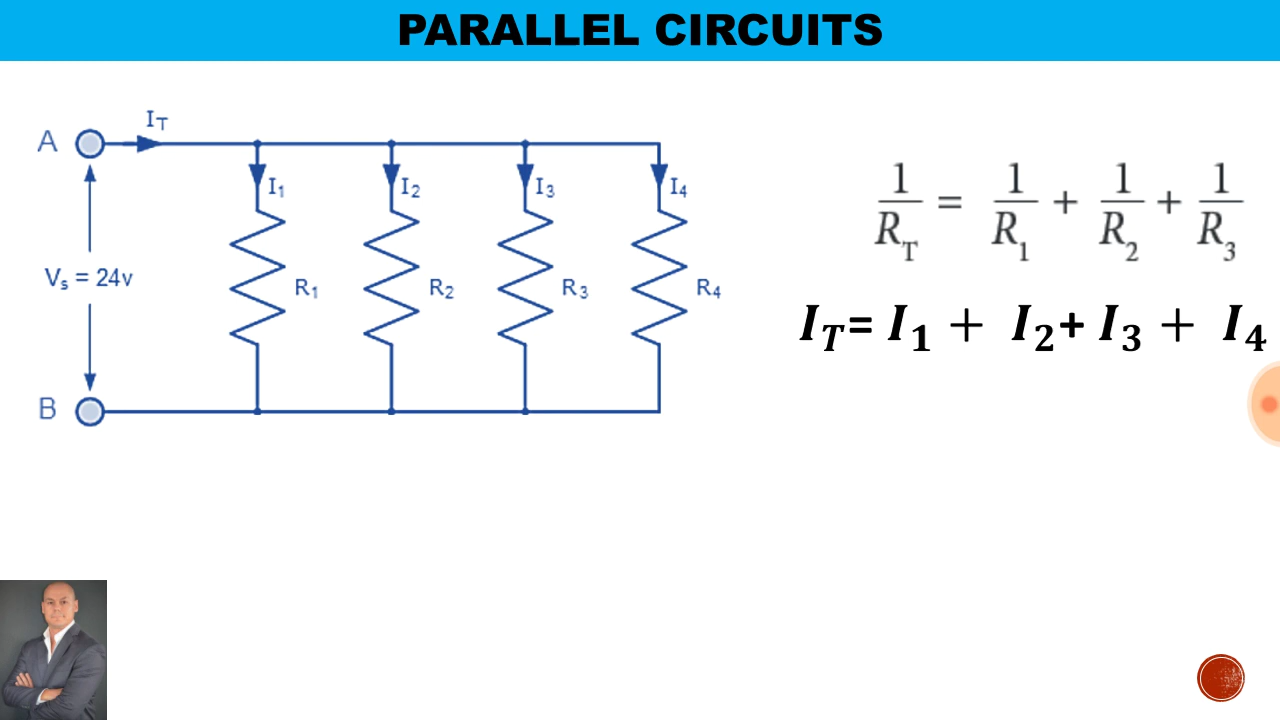 PARALLEL CIRCUITS
A
I_T
I₁ I₂ I₃ I₄
Vₛ = 24v
R₁ R₂ R₃ R₄
B
1/R_T = 1/R₁ + 1/R₂ + 1/R₃
I_T= I₁ + I₂+ I₃ + I₄